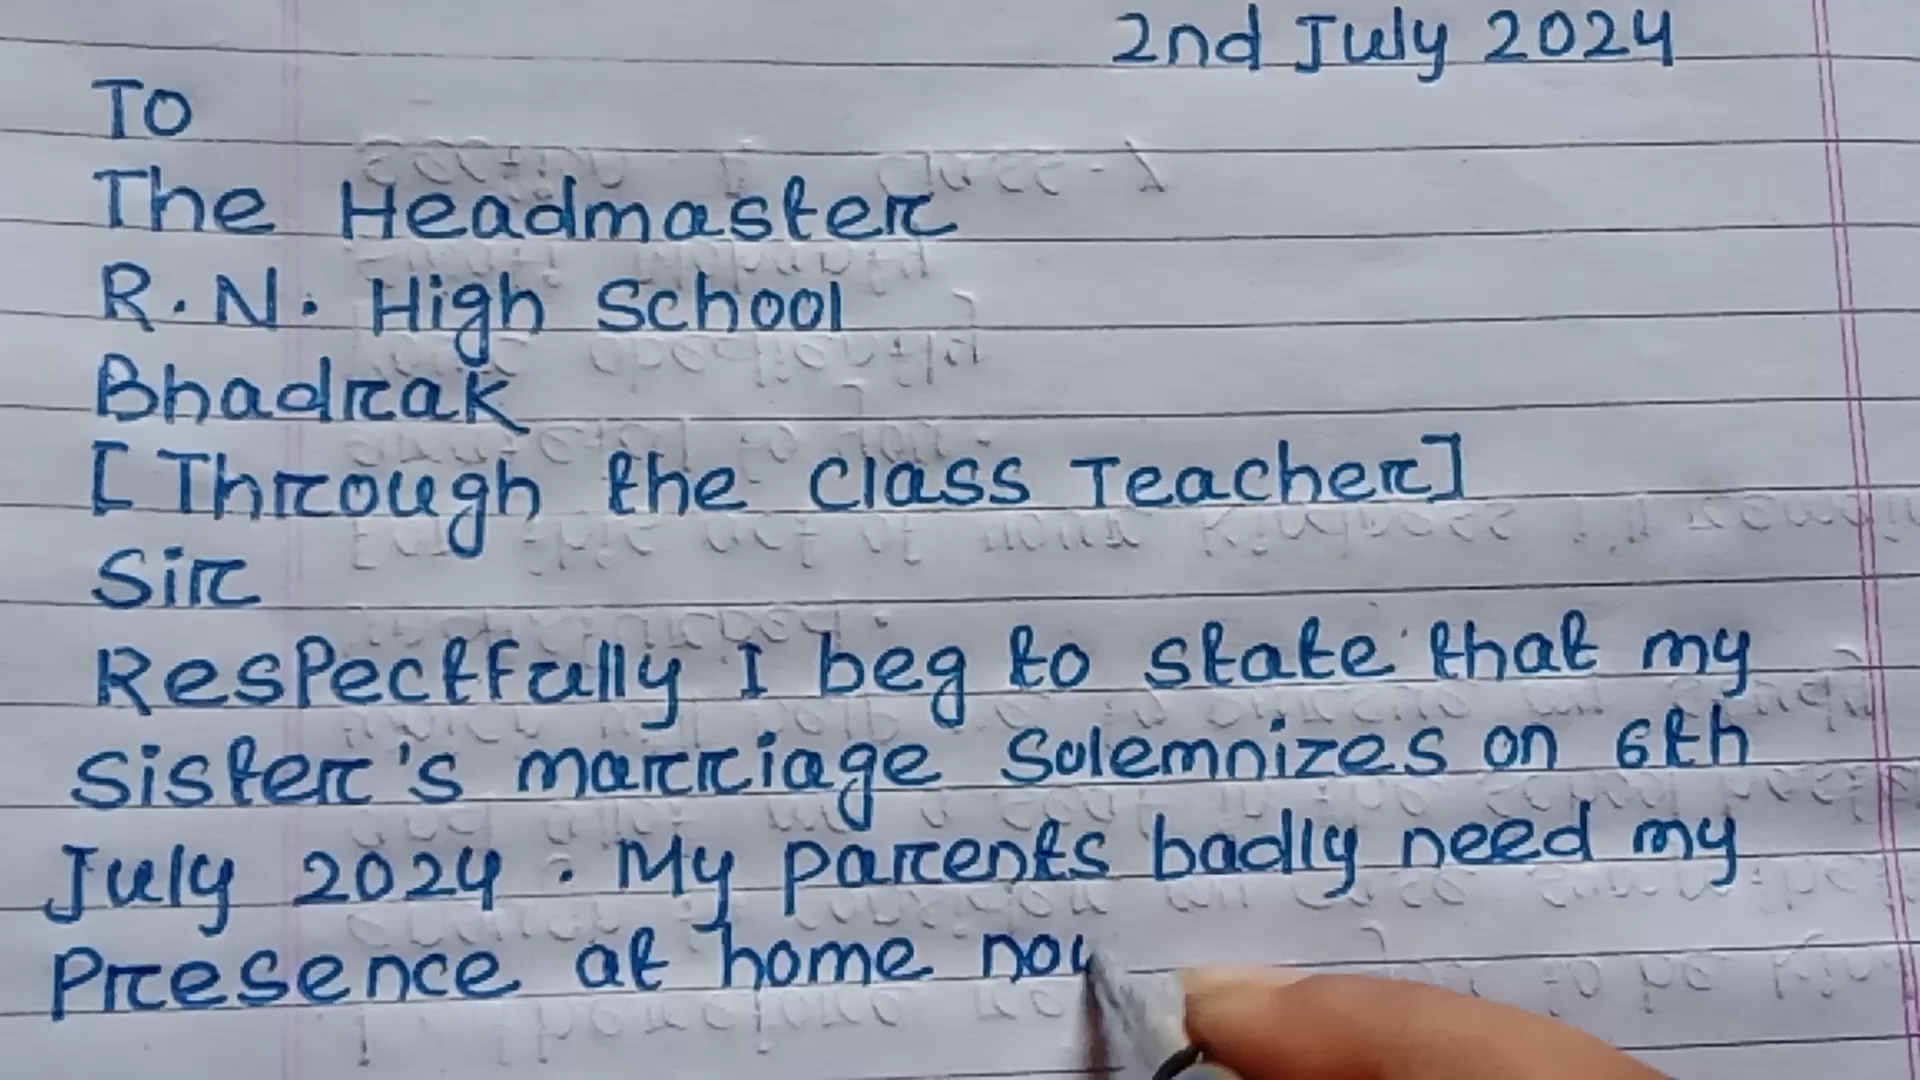 2nd July 2024
To
The Headmaster
R.N. High School
Bhadrak
[Through the Class Teacher]
Sir
Respectfully I beg to state that my
Sister's marriage Solemnizes on 6th
July 2024. My parents badly need my
Presence at home